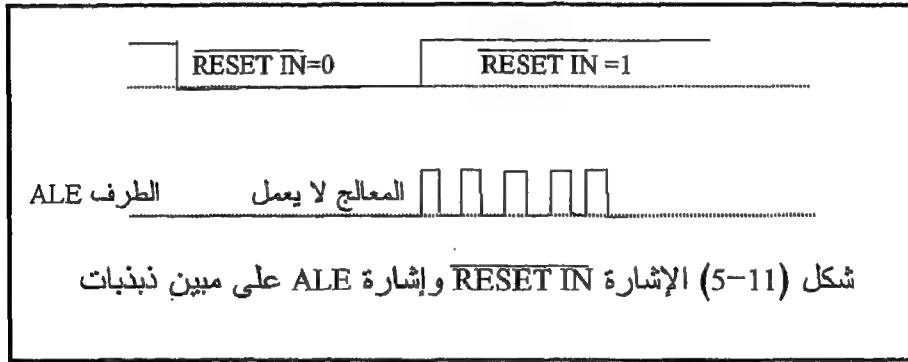 RESET IN=0 RESET IN =1
الطرف ALE المعالج لا يعمل
شكل (11-5) الإشارة RESET IN وإشارة ALE على مبين ذبذبات